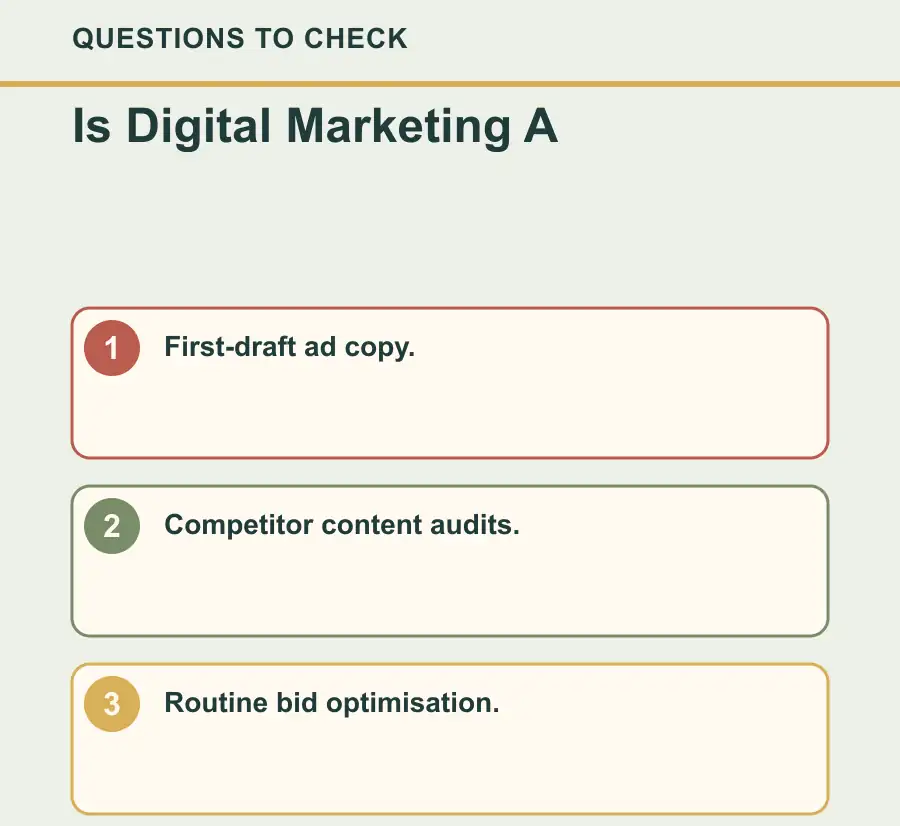 QUESTIONS TO CHECK
Is Digital Marketing A
1 First-draft ad copy.
2 Competitor content audits.
3 Routine bid optimisation.